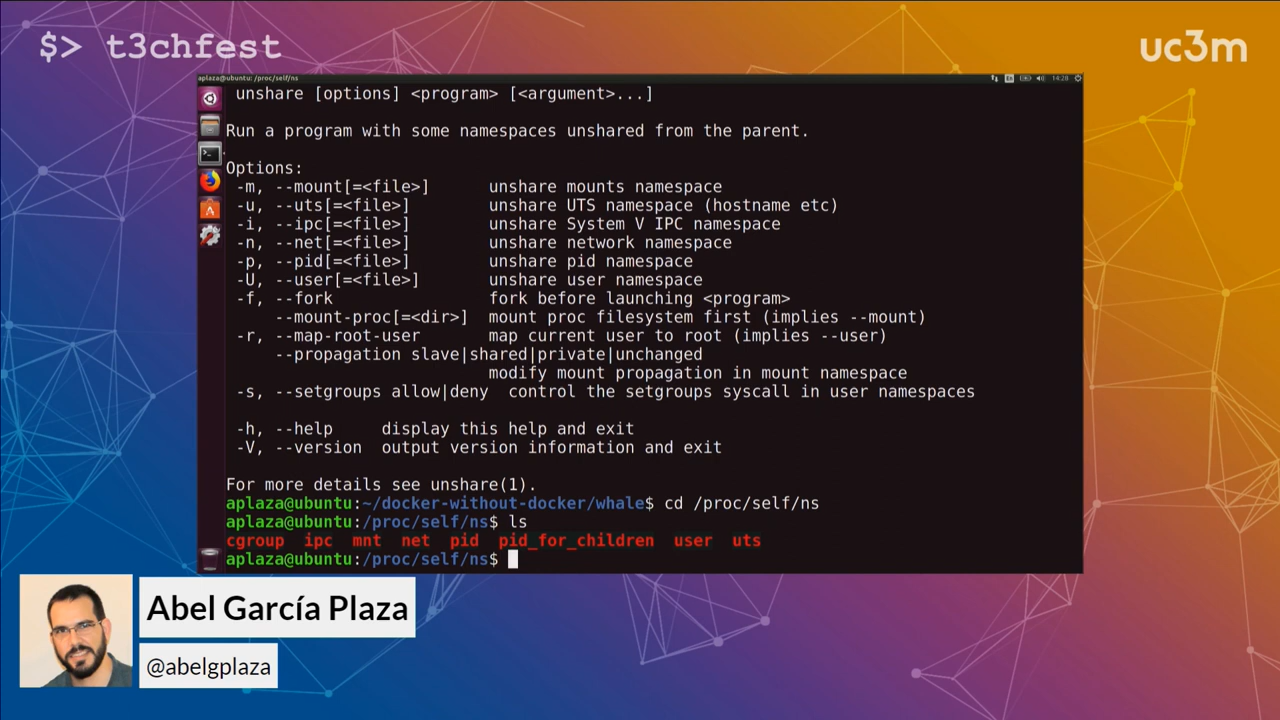 $> t3chfest
uc3m
aplaza@ubuntu: /proc/self/ns
14:28
unshare [options] <program> [<argument>...]
Run a program with some namespaces unshared from the parent.
Options:
-m, --mount[=<file>] unshare mounts namespace
-u, --uts[=<file>] unshare UTS namespace (hostname etc)
-i, --ipc[=<file>] unshare System V IPC namespace
-n, --net[=<file>] unshare network namespace
-p, --pid[=<file>] unshare pid namespace
-U, --user[=<file>] unshare user namespace
-f, --fork fork before launching <program>
--mount-proc[=<dir>] mount proc filesystem first (implies --mount)
-r, --map-root-user map current user to root (implies --user)
--propagation slave|shared|private|unchanged
modify mount propagation in mount namespace
-s, --setgroups allow|deny control the setgroups syscall in user namespaces
-h, --help display this help and exit
-V, --version output version information and exit
For more details see unshare(1).
aplaza@ubuntu:~/docker-without-docker/whale$ cd /proc/self/ns
aplaza@ubuntu:/proc/self/ns$ ls
cgroup ipc mnt net pid pid_for_children user uts
aplaza@ubuntu:/proc/self/ns$
Abel García Plaza
@abelgplaza